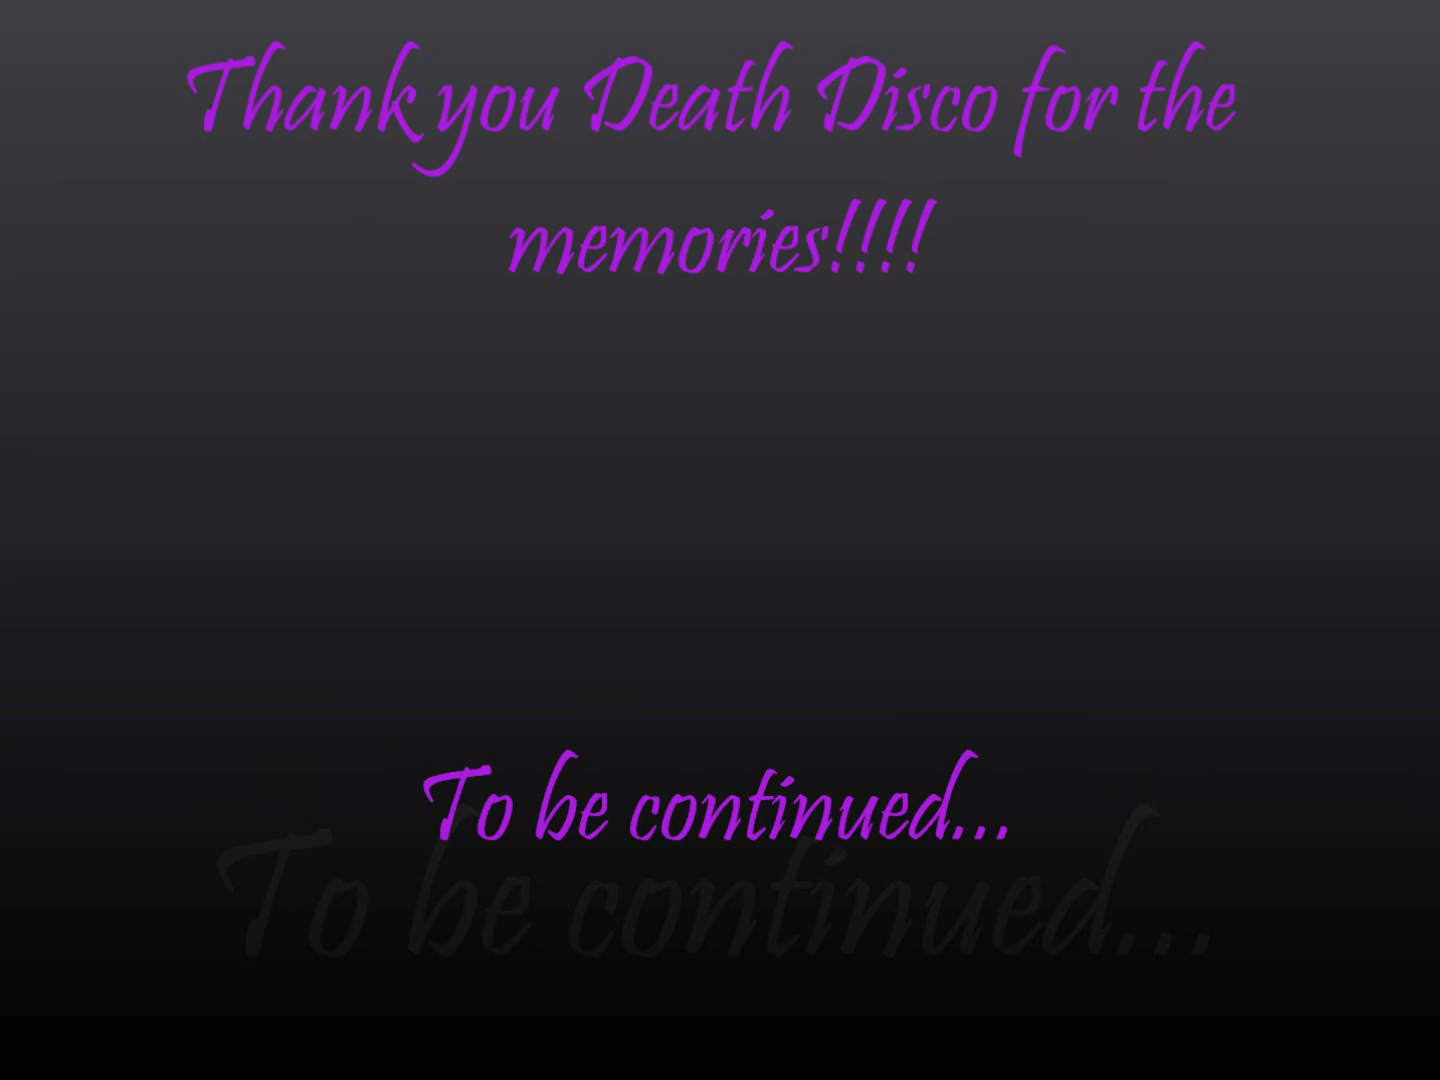 Thank you Death Disco for the
memories!!!!
To be continued...
To be continued...